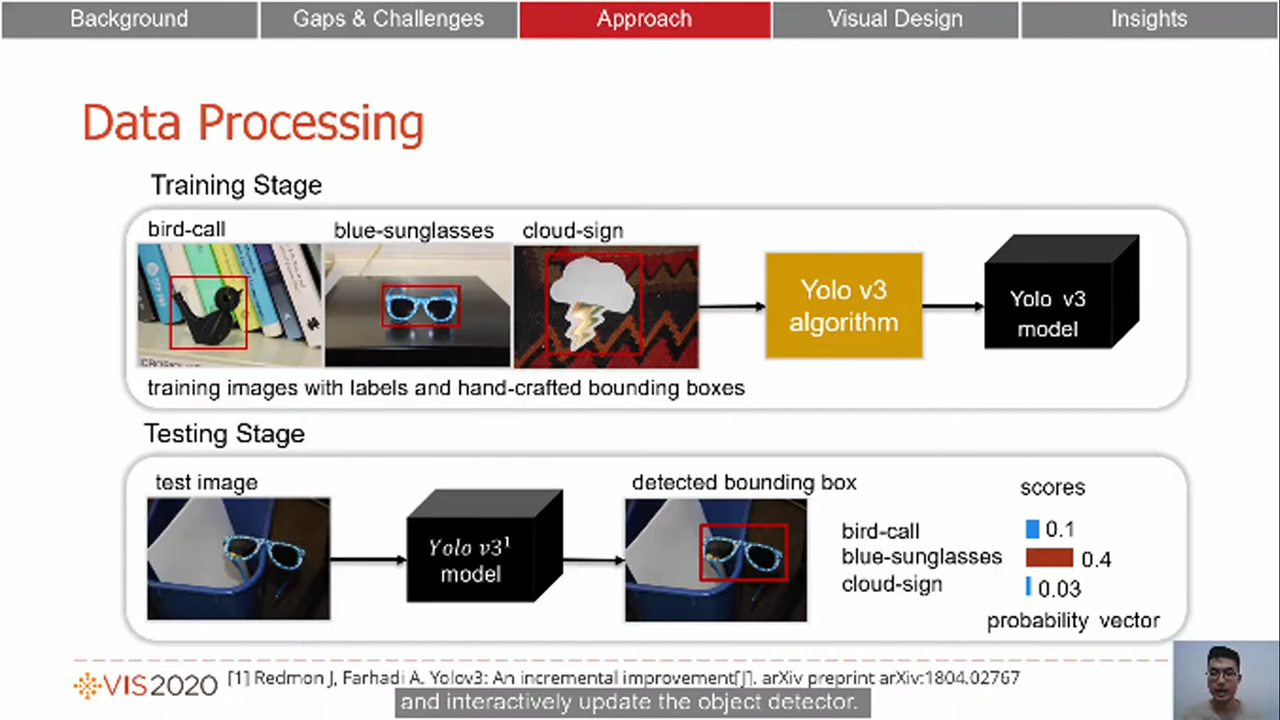 Background
Gaps & Challenges
Approach
Visual Design
Insights
Data Processing
Training Stage
bird-call
blue-sunglasses
cloud-sign
Yolo v3
algorithm
Yolo v3
model
training images with labels and hand-crafted bounding boxes
Testing Stage
test image
Yolo v3¹
model
detected bounding box
scores
bird-call
0.1
blue-sunglasses
0.4
cloud-sign
0.03
probability vector
VIS2020
[1] Redmon J, Farhadi A. Yolov3: An incremental improvement[J]. arXiv preprint arXiv:1804.02767
and interactively update the object detector.